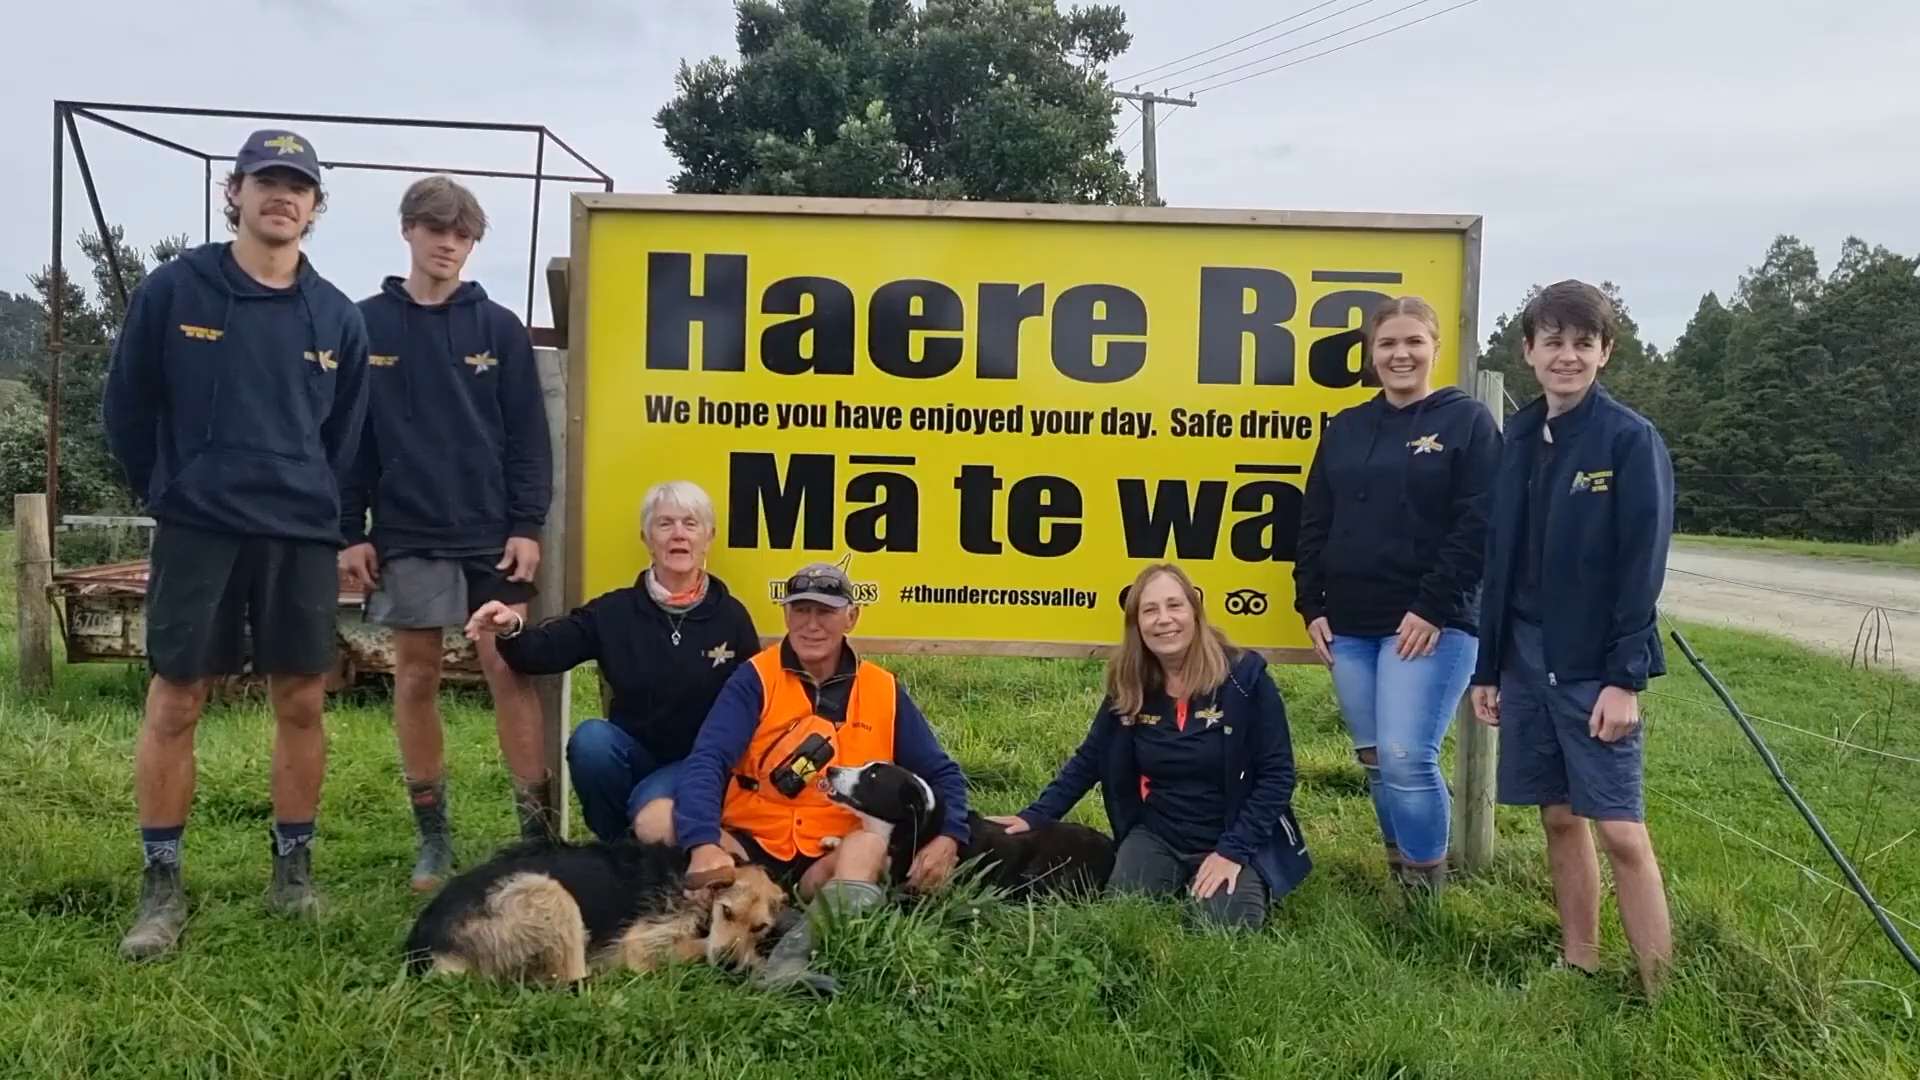 Haere Rā
We hope you have enjoyed your day. Safe drive
Mā te wā
#thundercrossvalley